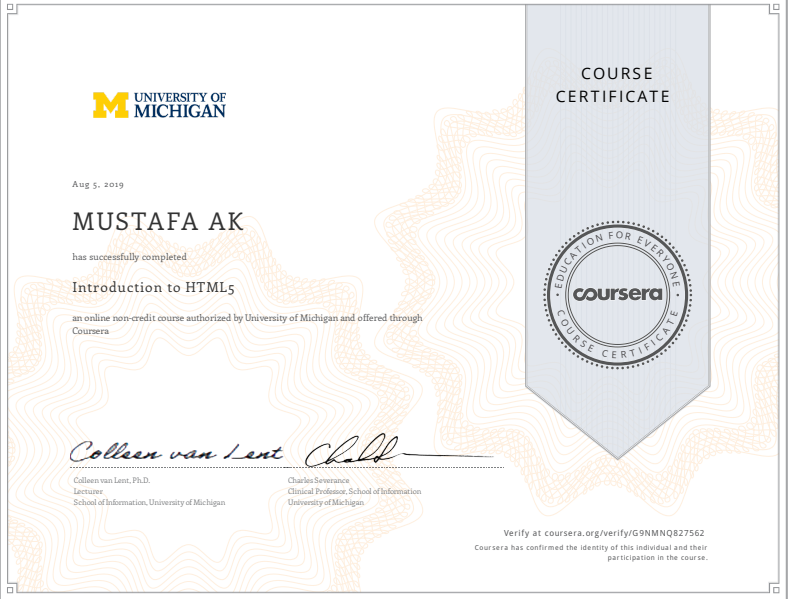 UNIVERSITY OF
MICHIGAN
COURSE
CERTIFICATE
Aug 5, 2019
MUSTAFA AK
has successfully completed
Introduction to HTML5
an online non-credit course authorized by University of Michigan and offered through
Coursera
EDUCATION FOR EVERYONE
coursera
COURSE CERTIFICATE
Colleen van Lent
Colleen van Lent, Ph.D.
Lecturer
School of Information, University of Michigan
Charles Severance
Clinical Professor, School of Information
University of Michigan
Verify at coursera.org/verify/G9NMNQ827562
Coursera has confirmed the identity of this individual and their
participation in the course.